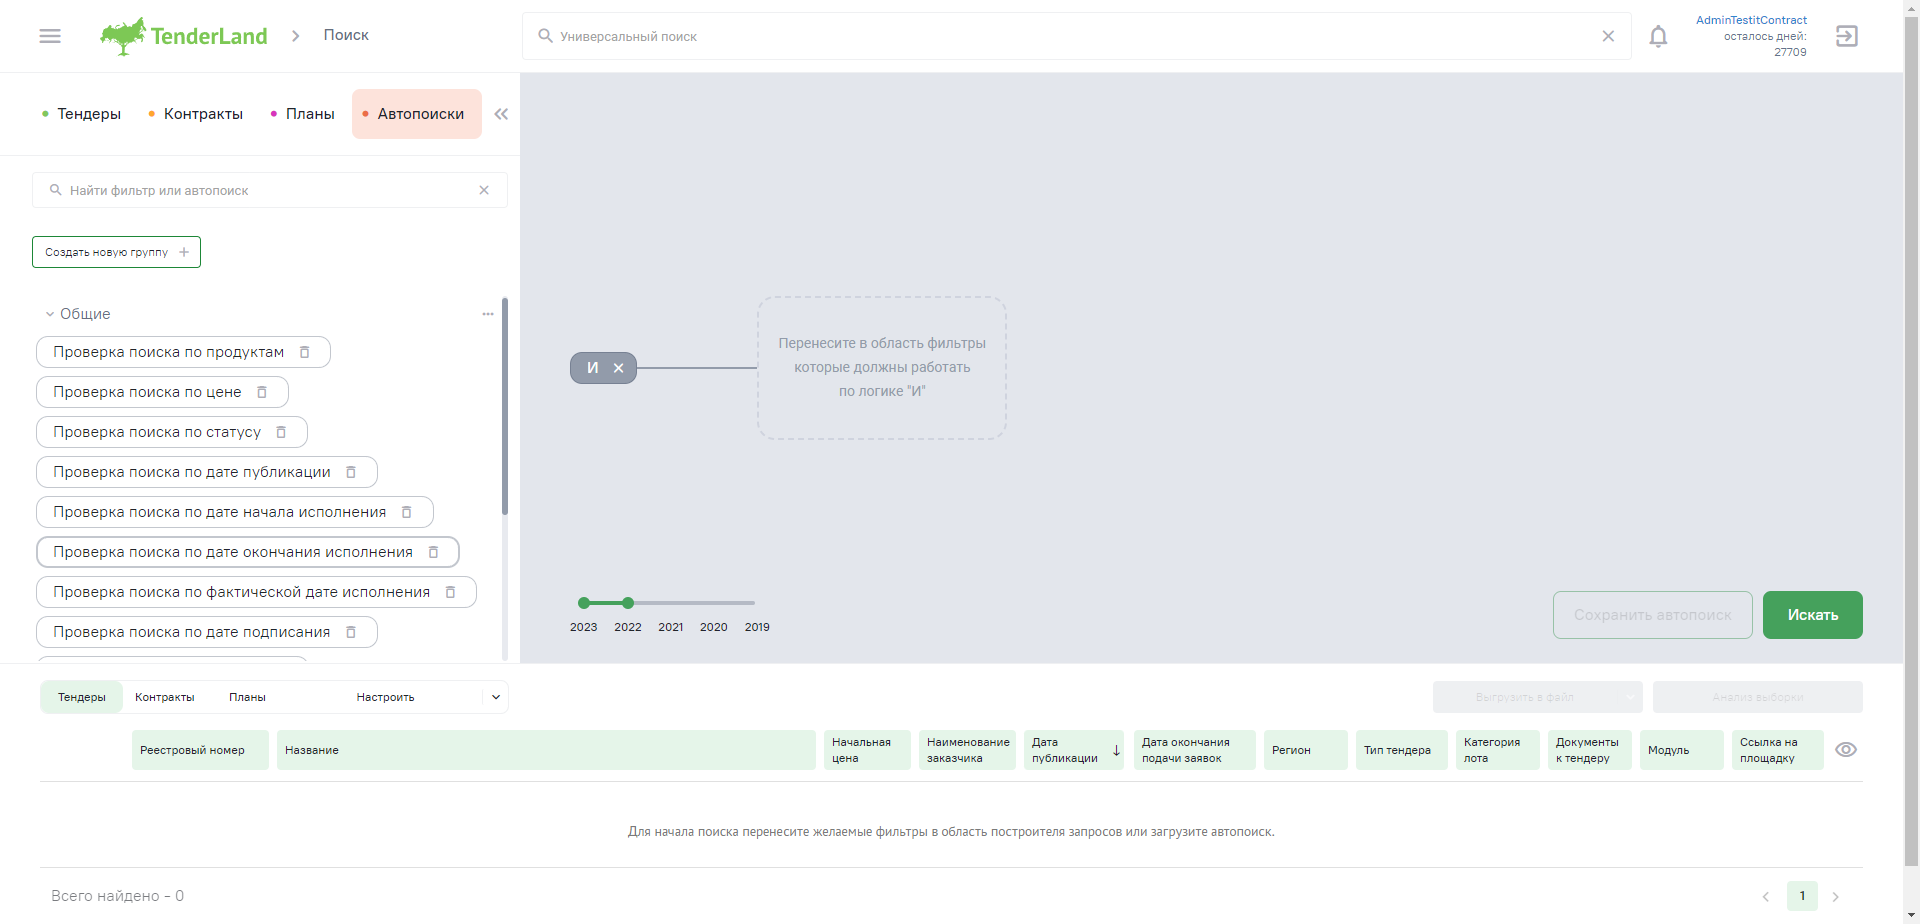 TenderLand
Поиск
Универсальный поиск
AdminTestitContract
осталось дней:
27709
Тендеры
Контракты
Планы
Автопоиски
Найти фильтр или автопоиск
Создать новую группу
Общие
Проверка поиска по продуктам
Проверка поиска по цене
Проверка поиска по статусу
Проверка поиска по дате публикации
Проверка поиска по дате начала исполнения
Проверка поиска по дате окончания исполнения
Проверка поиска по фактической дате исполнения
Проверка поиска по дате подписания
И
Перенесите в область фильтры
которые должны работать
по логике "И"
2023 2022 2021 2020 2019
Сохранить автопоиск
Искать
Тендеры
Контракты
Планы
Настроить
Выгрузить в файл
Анализ выборки
Реестровый номер
Название
Начальная
цена
Наименование
заказчика
Дата
публикации
Дата окончания
подачи заявок
Регион
Тип тендера
Категория
лота
Документы
к тендеру
Модуль
Ссылка на
площадку
Для начала поиска перенесите желаемые фильтры в область построителя запросов или загрузите автопоиск.
Всего найдено - 0
1